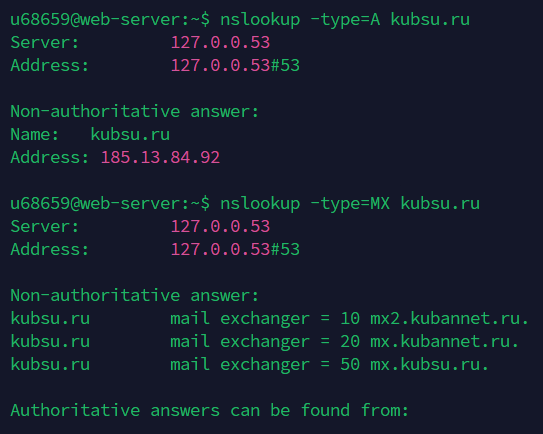 u68659@web-server:~$ nslookup -type=A kubsu.ru
Server:         127.0.0.53
Address:        127.0.0.53#53
Non-authoritative answer:
Name:   kubsu.ru
Address: 185.13.84.92
u68659@web-server:~$ nslookup -type=MX kubsu.ru
Server:         127.0.0.53
Address:        127.0.0.53#53
Non-authoritative answer:
kubsu.ru        mail exchanger = 10 mx2.kubannet.ru.
kubsu.ru        mail exchanger = 20 mx.kubannet.ru.
kubsu.ru        mail exchanger = 50 mx.kubsu.ru.
Authoritative answers can be found from: